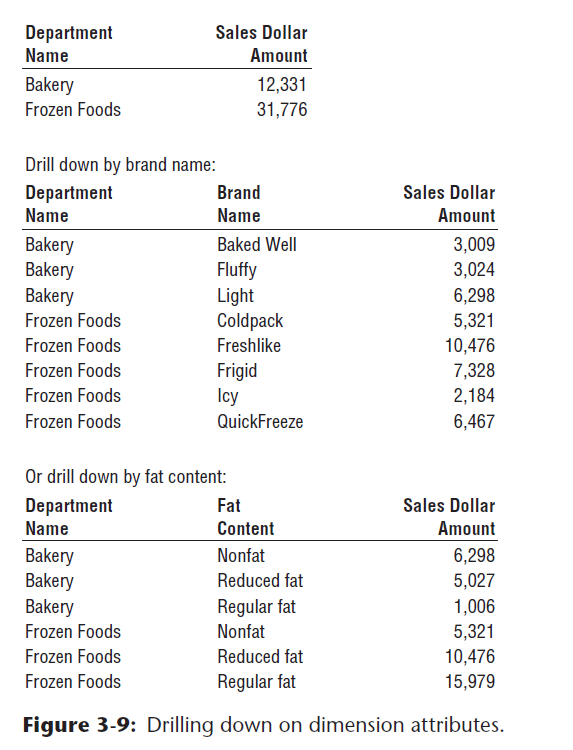 Department Sales Dollar
Name Amount
Bakery 12,331
Frozen Foods 31,776
Drill down by brand name:
Department Brand Sales Dollar
Name Name Amount
Bakery Baked Well 3,009
Bakery Fluffy 3,024
Bakery Light 6,298
Frozen Foods Coldpack 5,321
Frozen Foods Freshlike 10,476
Frozen Foods Frigid 7,328
Frozen Foods Icy 2,184
Frozen Foods QuickFreeze 6,467
Or drill down by fat content:
Department Fat Sales Dollar
Name Content Amount
Bakery Nonfat 6,298
Bakery Reduced fat 5,027
Bakery Regular fat 1,006
Frozen Foods Nonfat 5,321
Frozen Foods Reduced fat 10,476
Frozen Foods Regular fat 15,979
Figure 3-9: Drilling down on dimension attributes.